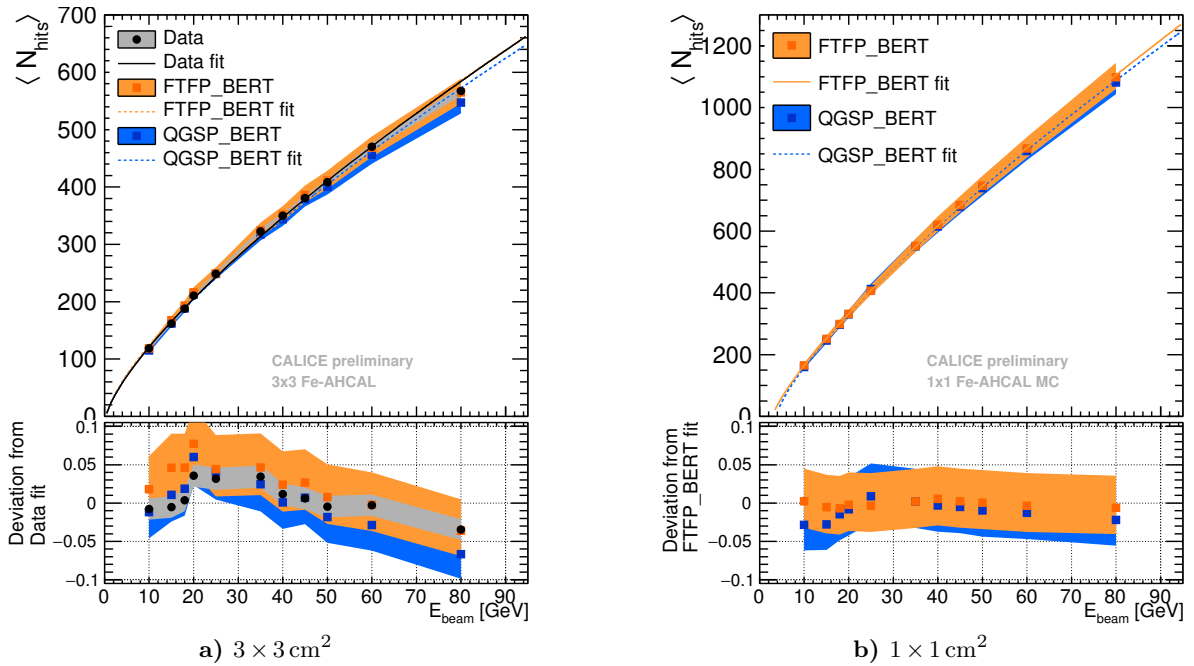 ⟨ N_hits ⟩
700
600
500
400
300
200
100
0
Data
Data fit
FTFP_BERT
FTFP_BERT fit
QGSP_BERT
QGSP_BERT fit
CALICE preliminary
3x3 Fe-AHCAL
Deviation from
Data fit
0.1
0.05
0
−0.05
−0.1
0 10 20 30 40 50 60 70 80 90
E_beam [GeV]
a) 3 × 3 cm²
⟨ N_hits ⟩
1200
1000
800
600
400
200
0
FTFP_BERT
FTFP_BERT fit
QGSP_BERT
QGSP_BERT fit
CALICE preliminary
1x1 Fe-AHCAL MC
Deviation from
FTFP_BERT fit
0.1
0.05
0
−0.05
−0.1
0 10 20 30 40 50 60 70 80 90
E_beam [GeV]
b) 1 × 1 cm²